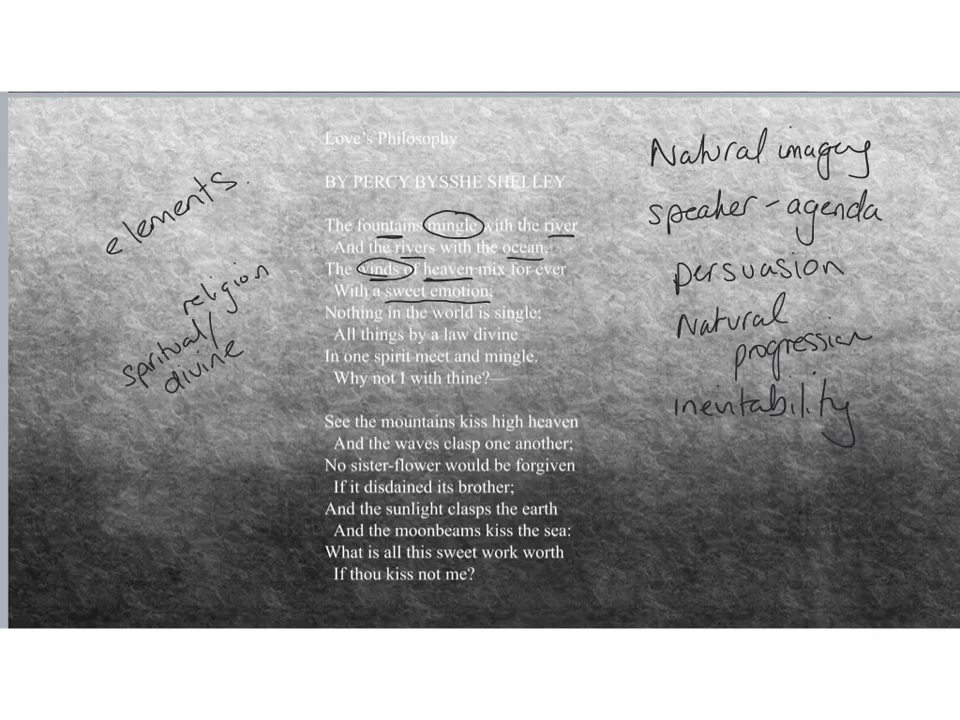 Love's Philosophy
BY PERCY BYSSHE SHELLEY
The fountains mingle with the river
And the rivers with the ocean,
The winds of heaven mix for ever
With a sweet emotion;
Nothing in the world is single;
All things by a law divine
In one spirit meet and mingle.
Why not I with thine?—
See the mountains kiss high heaven
And the waves clasp one another;
No sister-flower would be forgiven
If it disdained its brother;
And the sunlight clasps the earth
And the moonbeams kiss the sea:
What is all this sweet work worth
If thou kiss not me?
elements.
religion
spiritual/
divine
Natural imagery
speaker - agenda
persuasion
Natural
progression
inevitability